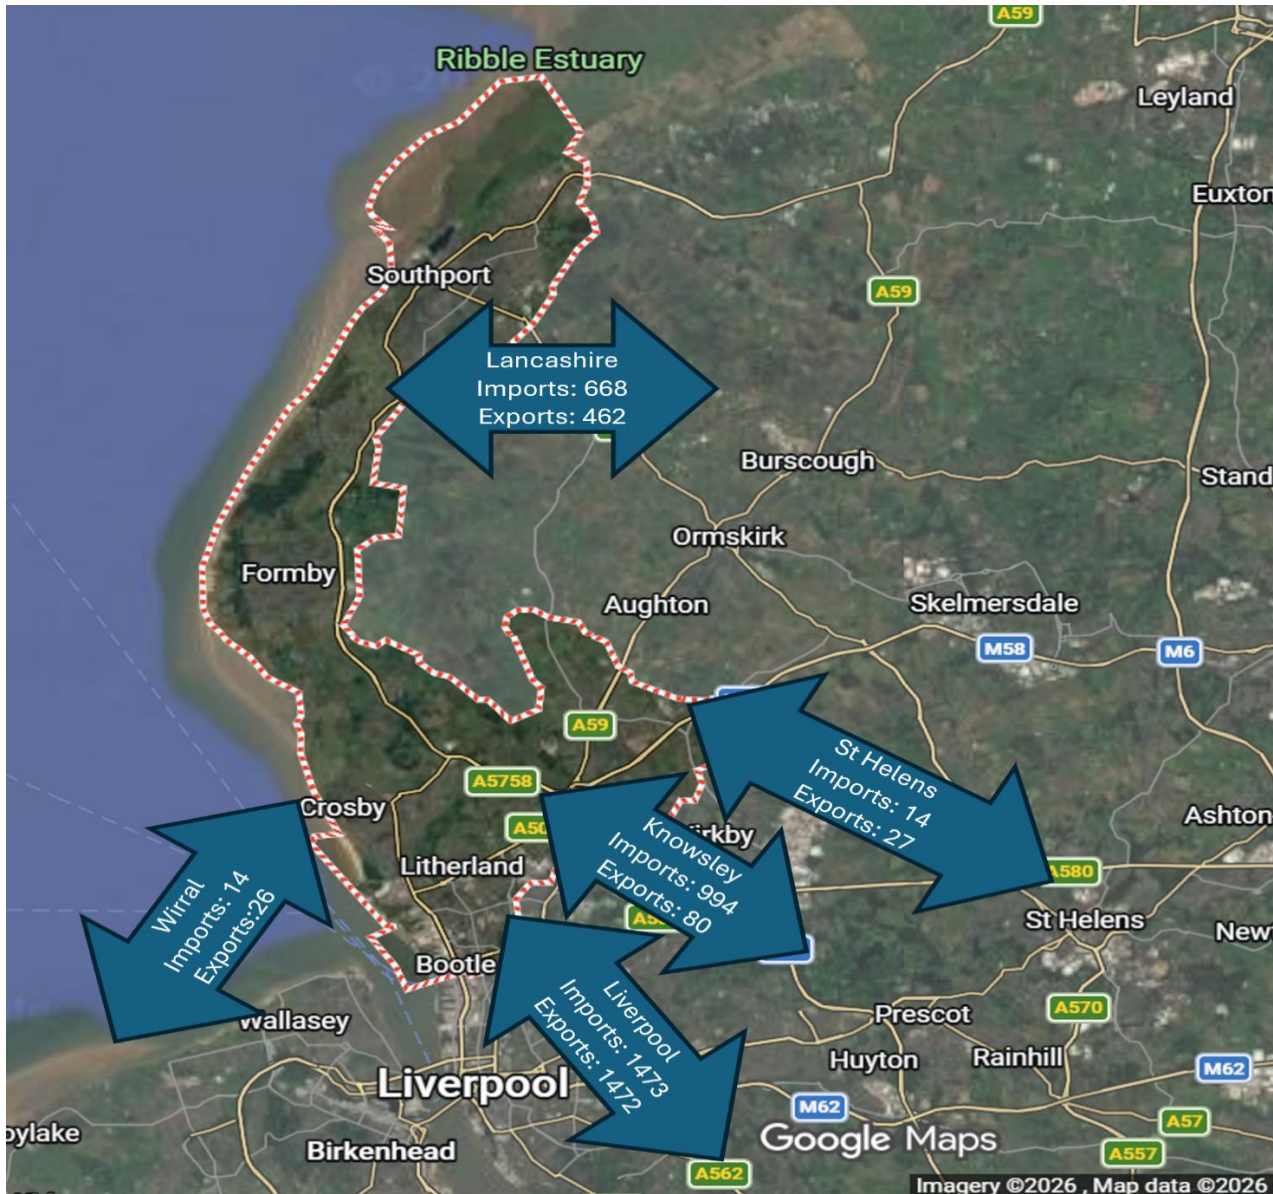 A59
Ribble Estuary
Leyland
Euxton
Southport
A59
Lancashire
Imports: 668
Exports: 462
Burscough
Stand
Ormskirk
Formby
Aughton
Skelmersdale
M58
M6
A59
A5758
St Helens
Imports: 14
Exports: 27
Crosby
Ashton
Knowsley
Imports: 994
Exports: 80
Litherland
A580
St Helens
Wirral
Imports: 14
Exports:26
Bootle
Liverpool
Imports: 1473
Exports: 1472
Wallasey
Prescot
A570
Huyton
Rainhill
M62
Liverpool
M62
oylake
Birkenhead
Google Maps
A57
A557
A562
Imagery ©2026 , Map data ©2026